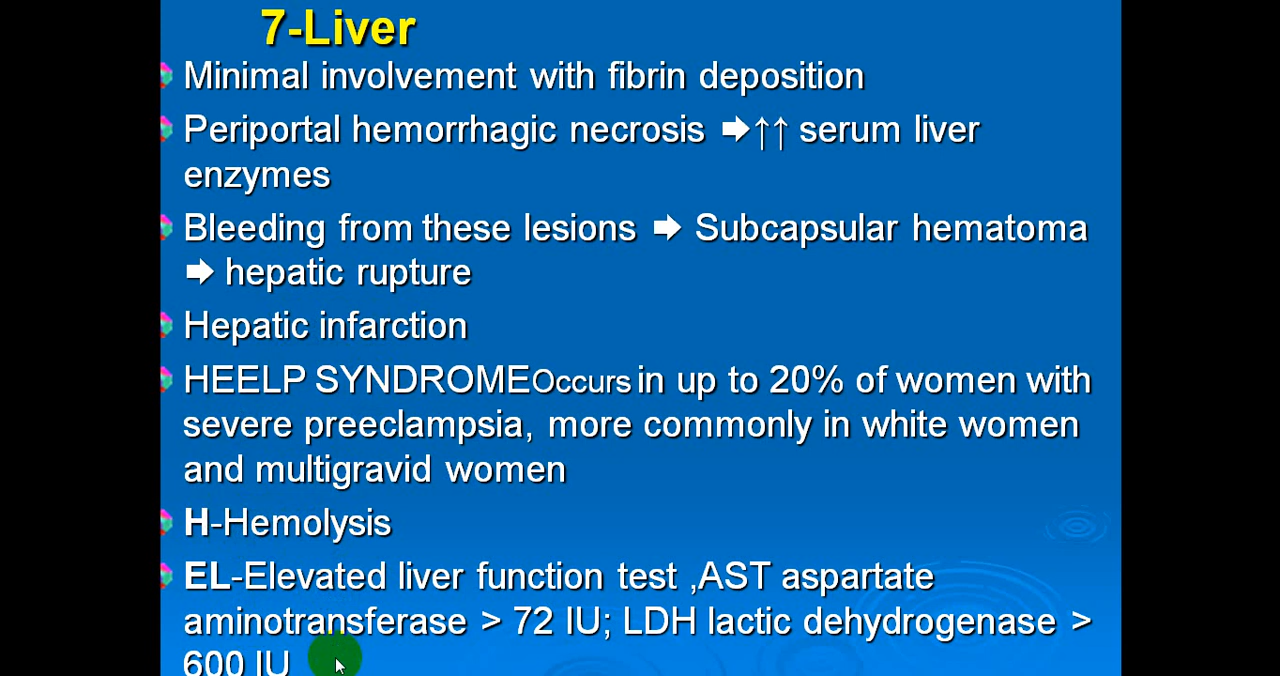 7-Liver
Minimal involvement with fibrin deposition
Periportal hemorrhagic necrosis ➡↑↑ serum liver
enzymes
Bleeding from these lesions ➡ Subcapsular hematoma
➡ hepatic rupture
Hepatic infarction
HEELP SYNDROMEOccurs in up to 20% of women with
severe preeclampsia, more commonly in white women
and multigravid women
H-Hemolysis
EL-Elevated liver function test ,AST aspartate
aminotransferase > 72 IU; LDH lactic dehydrogenase >
600 IU